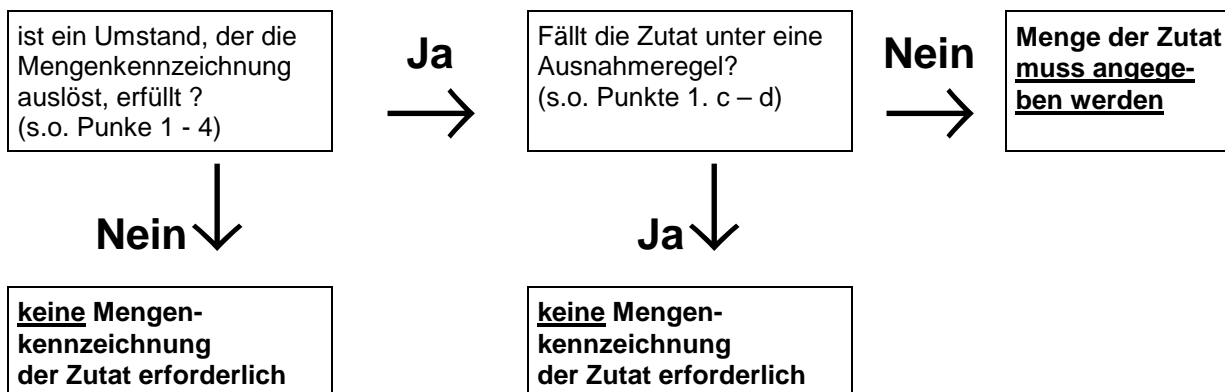 ist ein Umstand, der die
Mengenkennzeichnung
auslöst, erfüllt ?
(s.o. Punke 1 - 4)
Ja
Fällt die Zutat unter eine
Ausnahmeregel?
(s.o. Punkte 1. c – d)
Nein
Menge der Zutat
muss angege-
ben werden
Nein
Ja
keine Mengen-
kennzeichnung
der Zutat erforderlich
keine Mengen-
kennzeichnung
der Zutat erforderlich